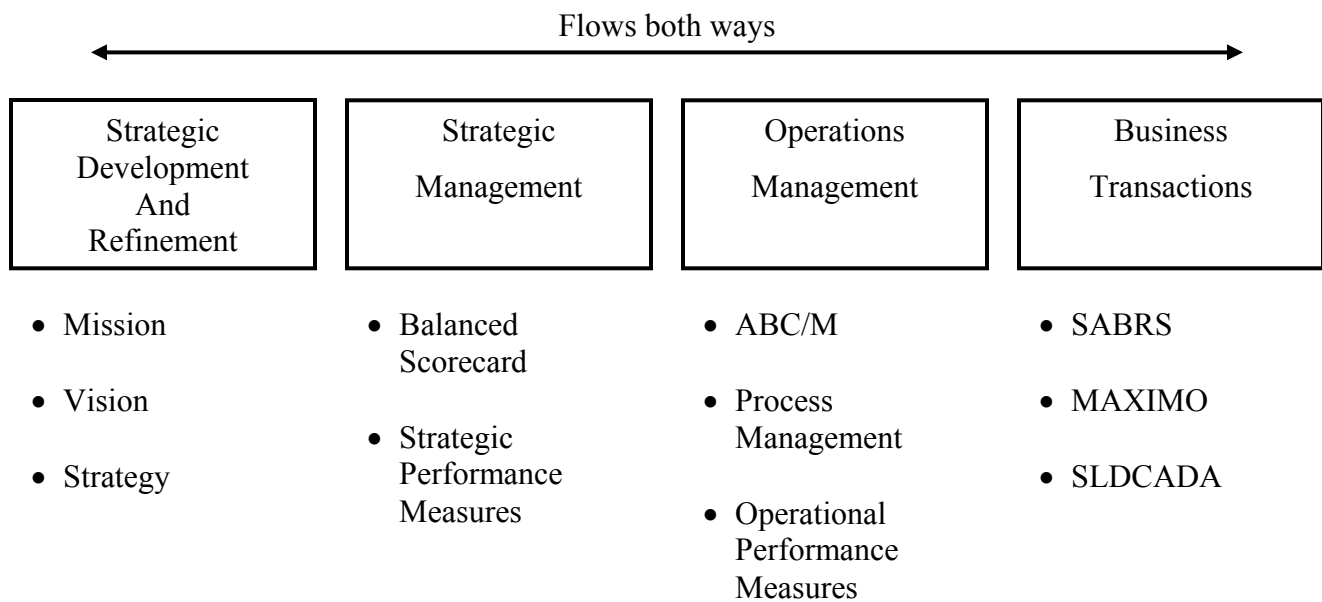 Flows both ways
Strategic
Development
And
Refinement
Strategic
Management
Operations
Management
Business
Transactions
• Mission
• Vision
• Strategy
• Balanced
Scorecard
• Strategic
Performance
Measures
• ABC/M
• Process
Management
• Operational
Performance
Measures
• SABRS
• MAXIMO
• SLDCADA